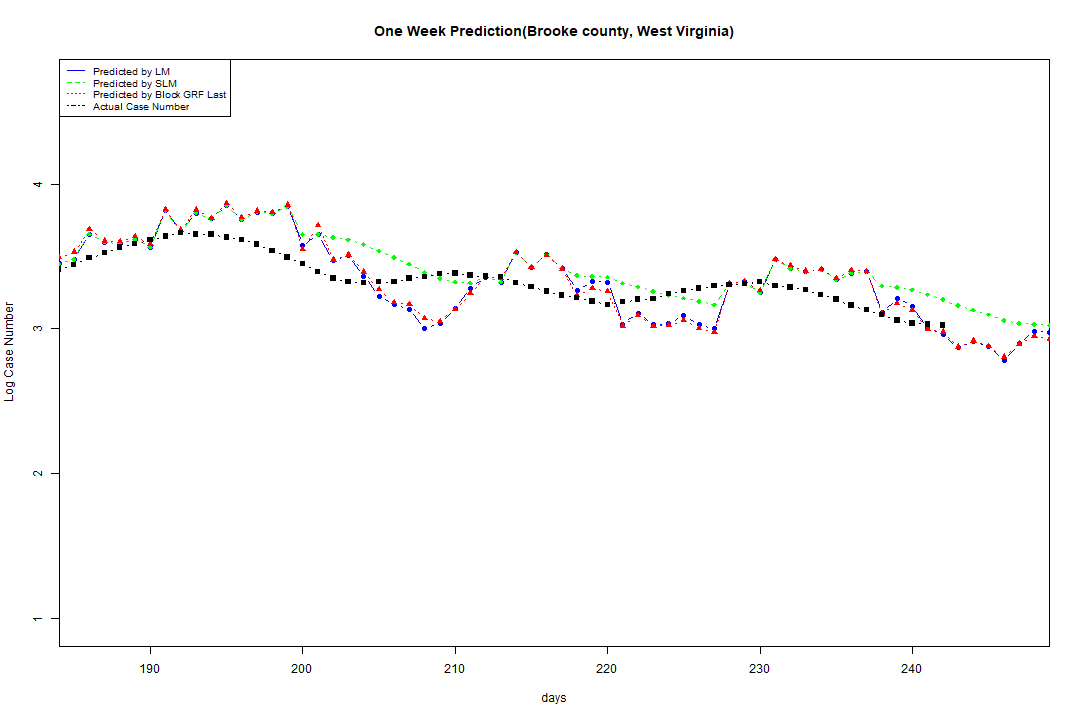 One Week Prediction(Brooke county, West Virginia)
Predicted by LM
Predicted by SLM
Predicted by Block GRF Last
Actual Case Number
Log Case Number
4
3
2
1
190 200 210 220 230 240
days